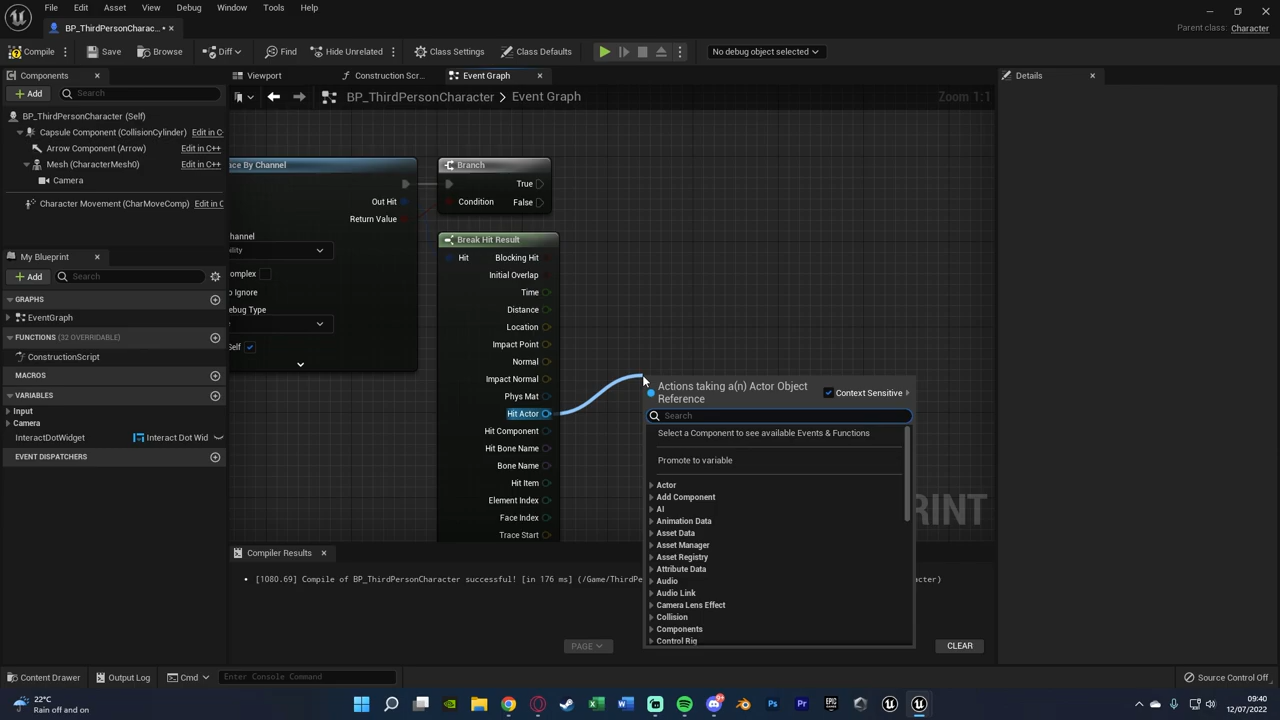 File Edit Asset View Debug Window Tools Help
BP_ThirdPersonCharac... •
Parent class: Character
Compile Save Browse Diff Find Hide Unrelated Class Settings Class Defaults No debug object selected
Components Viewport Construction Scr... Event Graph Details
Add Search
BP_ThirdPersonCharacter > Event Graph Zoom 1:1
BP_ThirdPersonCharacter (Self)
Capsule Component (CollisionCylinder) Edit in C
Arrow Component (Arrow) Edit in C++
Mesh (CharacterMesh0) Edit in C++
Camera
Character Movement (CharMoveComp) Edit in C
My Blueprint
Add Search
GRAPHS
EventGraph
FUNCTIONS (32 OVERRIDABLE)
ConstructionScript
MACROS
VARIABLES
Input
Camera
InteractDotWidget Interact Dot Wid
EVENT DISPATCHERS
ace By Channel
Out Hit
Return Value
hannel
ility
omplex
o Ignore
ebug Type
Self
Branch
True
Condition False
Break Hit Result
Hit Blocking Hit
Initial Overlap
Time
Distance
Location
Impact Point
Normal
Impact Normal
Phys Mat
Hit Actor
Hit Component
Hit Bone Name
Bone Name
Hit Item
Element Index
Face Index
Trace Start
Actions taking a(n) Actor Object
Reference
Context Sensitive
Search
Select a Component to see available Events & Functions
Promote to variable
Actor
Add Component
AI
Animation Data
Asset Data
Asset Manager
Asset Registry
Attribute Data
Audio
Audio Link
Camera Lens Effect
Collision
Components
Control Rig
RINT
Compiler Results
• [1080.69] Compile of BP_ThirdPersonCharacter successful! [in 176 ms] (/Game/ThirdPe
aracter)
PAGE CLEAR
Content Drawer Output Log Cmd Enter Console Command Source Control Off
22°C
Rain off and on
9+
09:40
12/07/2022